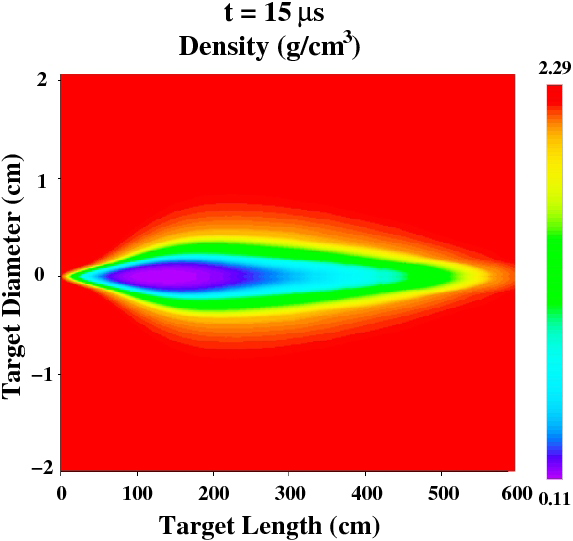 t = 15 μs
Density (g/cm³)
2.29
2
1
0
−1
−2
Target Diameter (cm)
0 100 200 300 400 500 600
0.11
Target Length (cm)